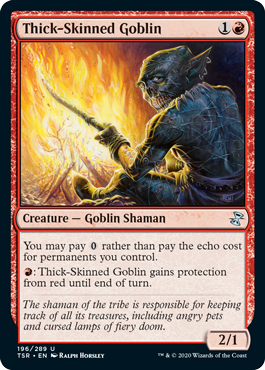 Thick-Skinned Goblin 1
Creature — Goblin Shaman
You may pay 0 rather than pay the echo cost
for permanents you control.
: Thick-Skinned Goblin gains protection
from red until end of turn.
The shaman of the tribe is responsible for keeping
track of all its treasures, including angry pets
and cursed lamps of fiery doom.
2/1
196/289 U
TSR • EN RALPH HORSLEY ™ & © 2020 Wizards of the Coast